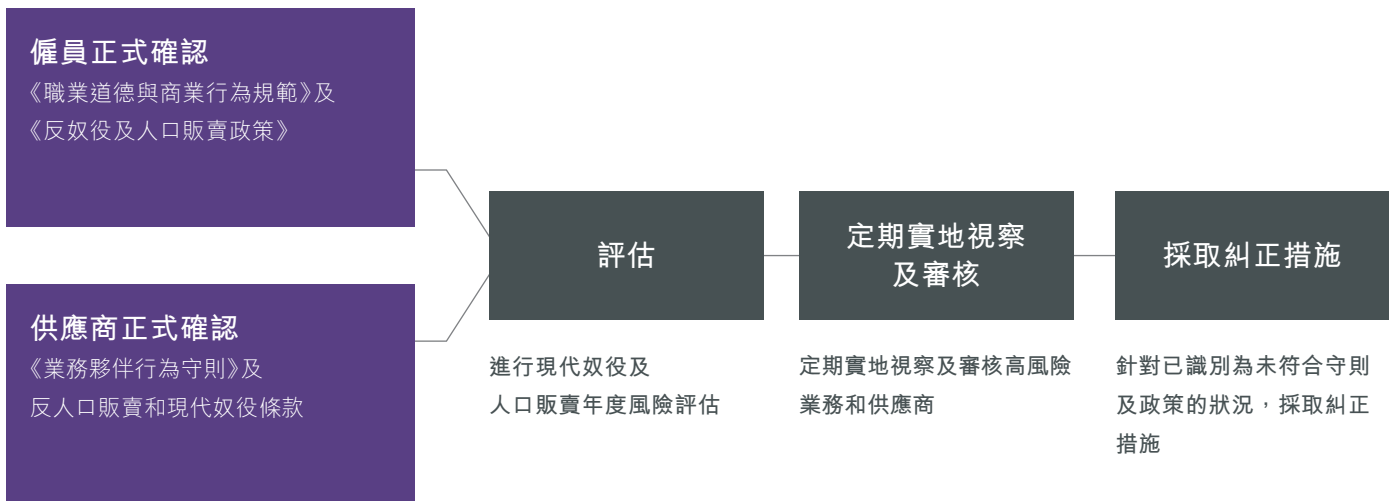 僱員正式確認
《職業道德與商業行為規範》及
《反奴役及人口販賣政策》
供應商正式確認
《業務夥伴行為守則》及
反人口販賣和現代奴役條款
評估
進行現代奴役及
人口販賣年度風險評估
定期實地視察
及審核
定期實地視察及審核高風險
業務和供應商
採取糾正措施
針對已識別為未符合守則
及政策的狀況，採取糾正
措施